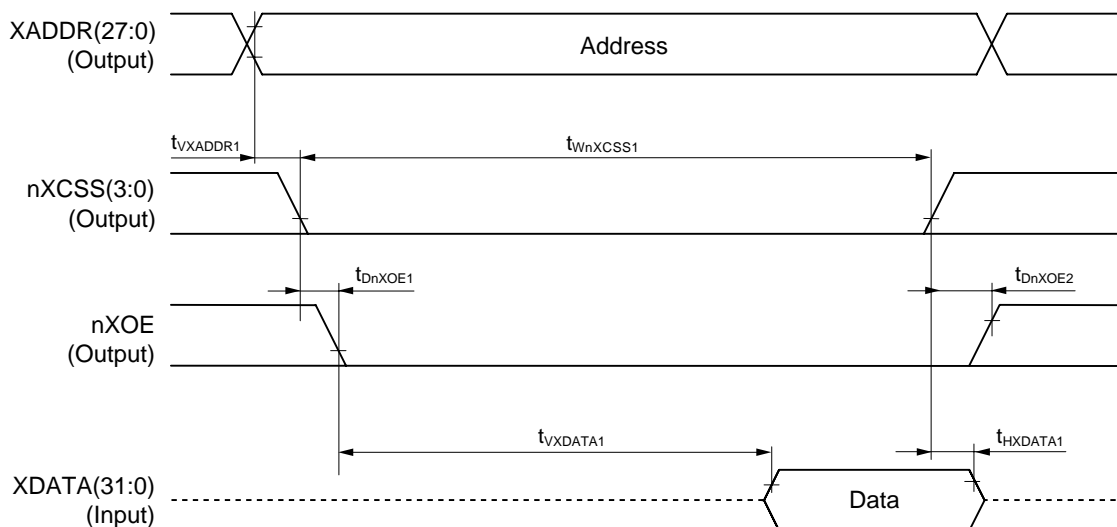 XADDR(27:0)
(Output)
Address
tVXADDR1
tWnXCSS1
nXCSS(3:0)
(Output)
tDnXOE1
tDnXOE2
nXOE
(Output)
tVXDATA1
tHXDATA1
XDATA(31:0)
(Input)
Data